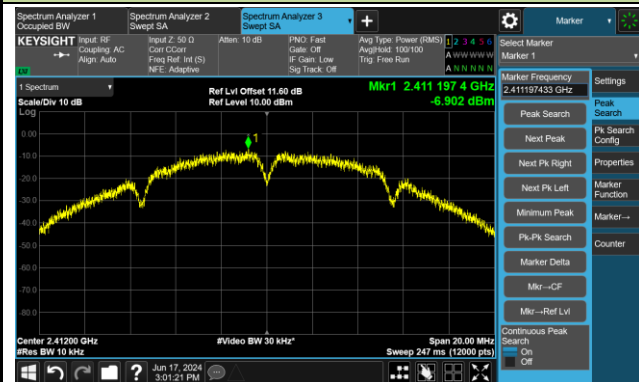 Spectrum Analyzer 1
Occupied BW
Spectrum Analyzer 2
Swept SA
Spectrum Analyzer 3
Swept SA
Marker
KEYSIGHT
Input: RF
Coupling: AC
Align: Auto
Input Z: 50 Ω
Corr CCorr
Freq Ref: Int (S)
NFE: Adaptive
Atten: 10 dB
PNO: Fast
Gate: Off
IF Gain: Low
Sig Track: Off
Avg Type: Power (RMS)
Avg|Hold: 100/100
Trig: Free Run
1 2 3 4 5 6
A W W W W W
A N N N N N
LXI
Select Marker
Marker 1
1 Spectrum
Scale/Div 10 dB
Log
Ref Lvl Offset 11.60 dB
Ref Level 10.00 dBm
Mkr1 2.411 197 4 GHz
-6.902 dBm
1
0.00
-10.0
-20.0
-30.0
-40.0
-50.0
-60.0
-70.0
-80.0
Center 2.41200 GHz
#Res BW 10 kHz
#Video BW 30 kHz*
Span 20.00 MHz
Sweep 247 ms (12000 pts)
Marker Frequency
2.411197433 GHz
Peak Search
Next Peak
Next Pk Right
Next Pk Left
Minimum Peak
Pk-Pk Search
Marker Delta
Mkr→CF
Mkr→Ref Lvl
Continuous Peak
Search
On
Off
Settings
Peak
Search
Pk Search
Config
Properties
Marker
Function
Marker→
Counter
?
Jun 17, 2024
3:01:21 PM